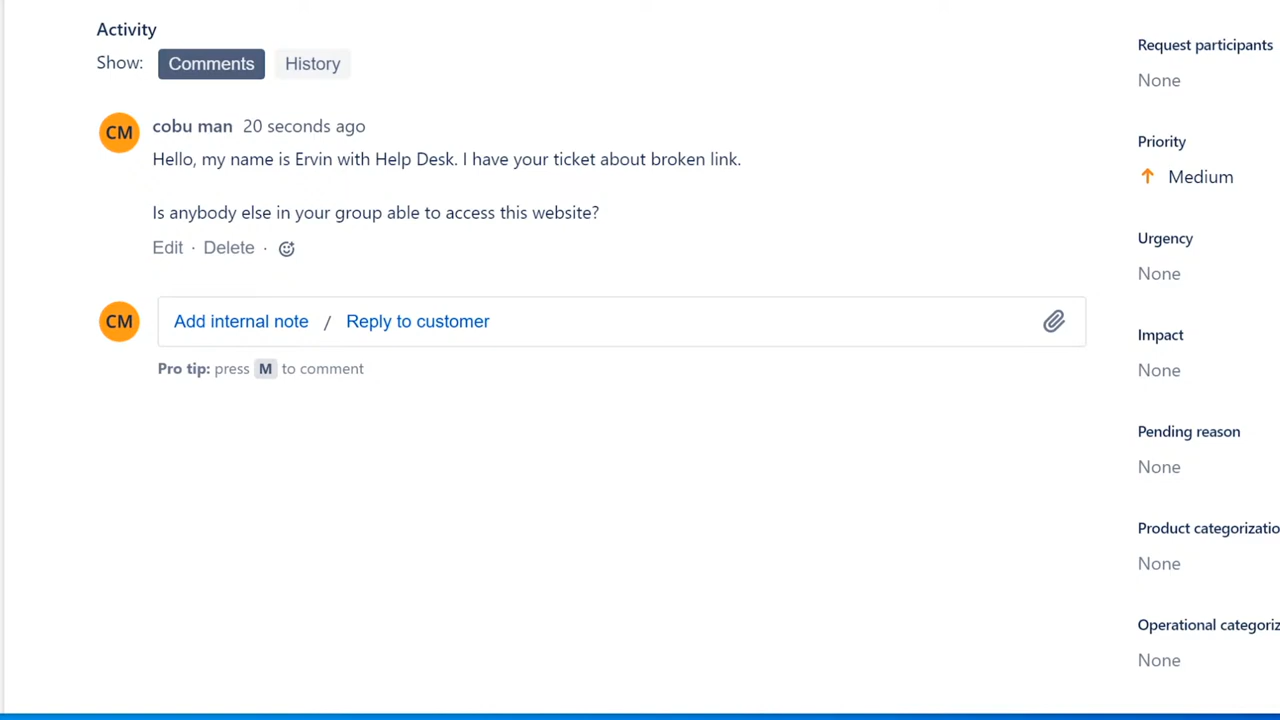 Activity
Show: Comments History
CM cobu man 20 seconds ago
Hello, my name is Ervin with Help Desk. I have your ticket about broken link.
Is anybody else in your group able to access this website?
Edit · Delete ·
CM Add internal note / Reply to customer
Pro tip: press M to comment
Request participants
None
Priority
Medium
Urgency
None
Impact
None
Pending reason
None
Product categorizatio
None
Operational categoriz
None